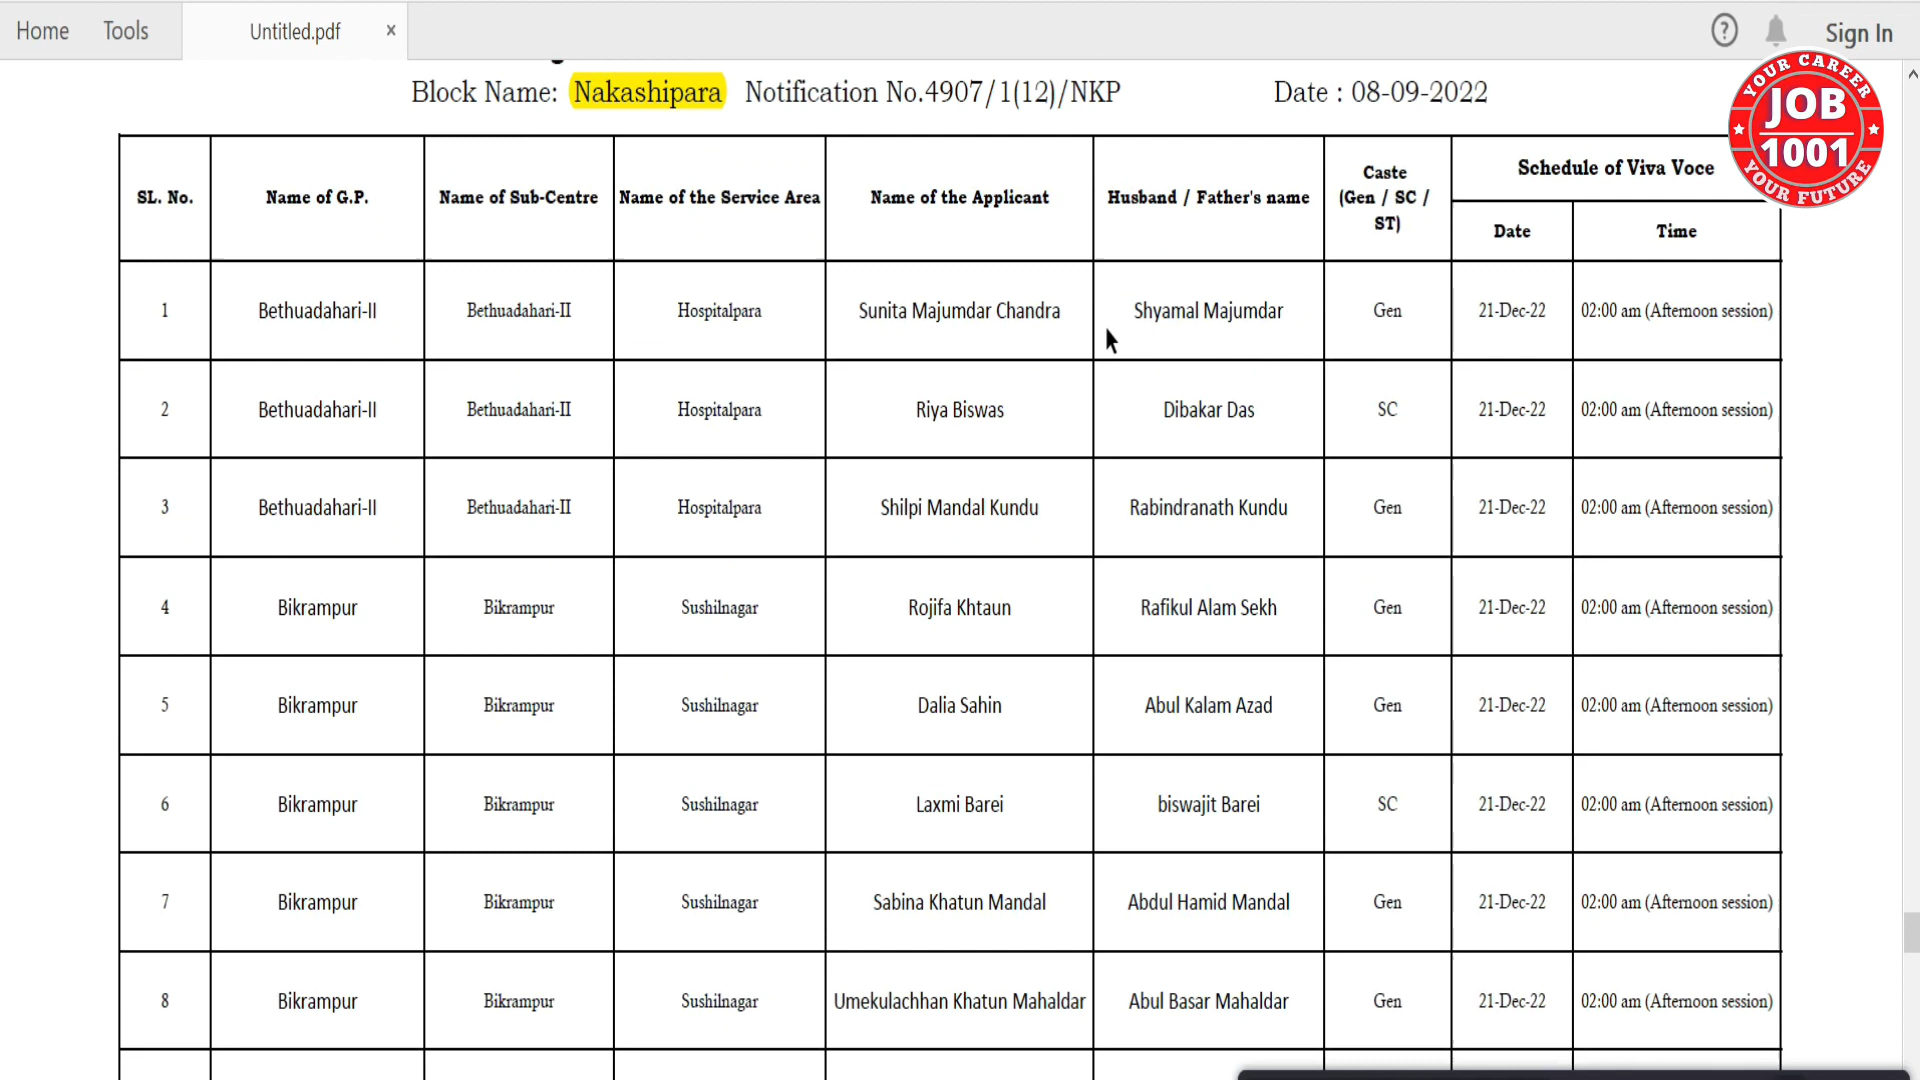 Home Tools Untitled.pdf × ? Sign In
Block Name: Nakashipara Notification No.4907/1(12)/NKP Date : 08-09-2022
YOUR CAREER
JOB
1001
YOUR FUTURE
SL. No. Name of G.P. Name of Sub-Centre Name of the Service Area Name of the Applicant Husband / Father's name Caste (Gen / SC / ST) Schedule of Viva Voce
Date Time
1 Bethuadahari-II Bethuadahari-II Hospitalpara Sunita Majumdar Chandra Shyamal Majumdar Gen 21-Dec-22 02:00 am (Afternoon session)
2 Bethuadahari-II Bethuadahari-II Hospitalpara Riya Biswas Dibakar Das SC 21-Dec-22 02:00 am (Afternoon session)
3 Bethuadahari-II Bethuadahari-II Hospitalpara Shilpi Mandal Kundu Rabindranath Kundu Gen 21-Dec-22 02:00 am (Afternoon session)
4 Bikrampur Bikrampur Sushilnagar Rojifa Khtaun Rafikul Alam Sekh Gen 21-Dec-22 02:00 am (Afternoon session)
5 Bikrampur Bikrampur Sushilnagar Dalia Sahin Abul Kalam Azad Gen 21-Dec-22 02:00 am (Afternoon session)
6 Bikrampur Bikrampur Sushilnagar Laxmi Barei biswajit Barei SC 21-Dec-22 02:00 am (Afternoon session)
7 Bikrampur Bikrampur Sushilnagar Sabina Khatun Mandal Abdul Hamid Mandal Gen 21-Dec-22 02:00 am (Afternoon session)
8 Bikrampur Bikrampur Sushilnagar Umekulachhan Khatun Mahaldar Abul Basar Mahaldar Gen 21-Dec-22 02:00 am (Afternoon session)